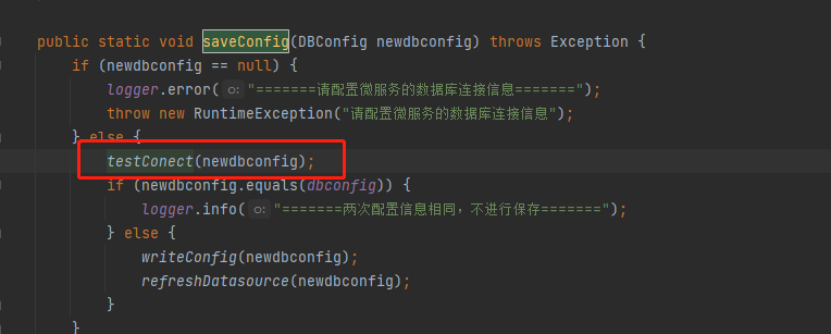 public static void saveConfig(DBConfig newdbconfig) throws Exception {
if (newdbconfig == null) {
logger.error( o: "=======请配置微服务的数据库连接信息=======");
throw new RuntimeException("请配置微服务的数据库连接信息");
} else {
testConect(newdbconfig);
if (newdbconfig.equals(dbconfig)) {
logger.info( o: "=======两次配置信息相同，不进行保存=======");
} else {
writeConfig(newdbconfig);
refreshDatasource(newdbconfig);
}
}